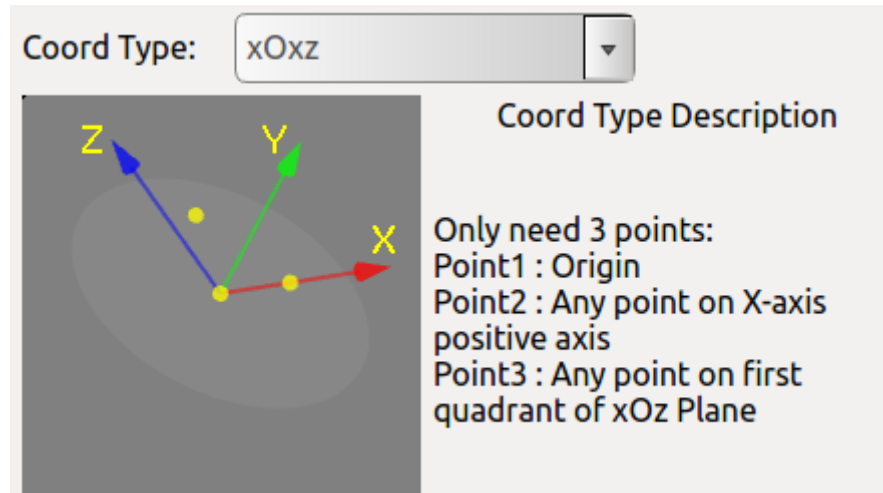 Coord Type:
xOxz
Coord Type Description
Z
Y
X
Only need 3 points:
Point1 : Origin
Point2 : Any point on X-axis
positive axis
Point3 : Any point on first
quadrant of xOz Plane